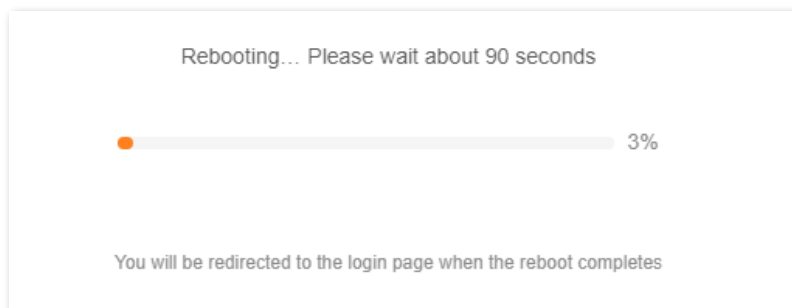 Rebooting... Please wait about 90 seconds
3%
You will be redirected to the login page when the reboot completes